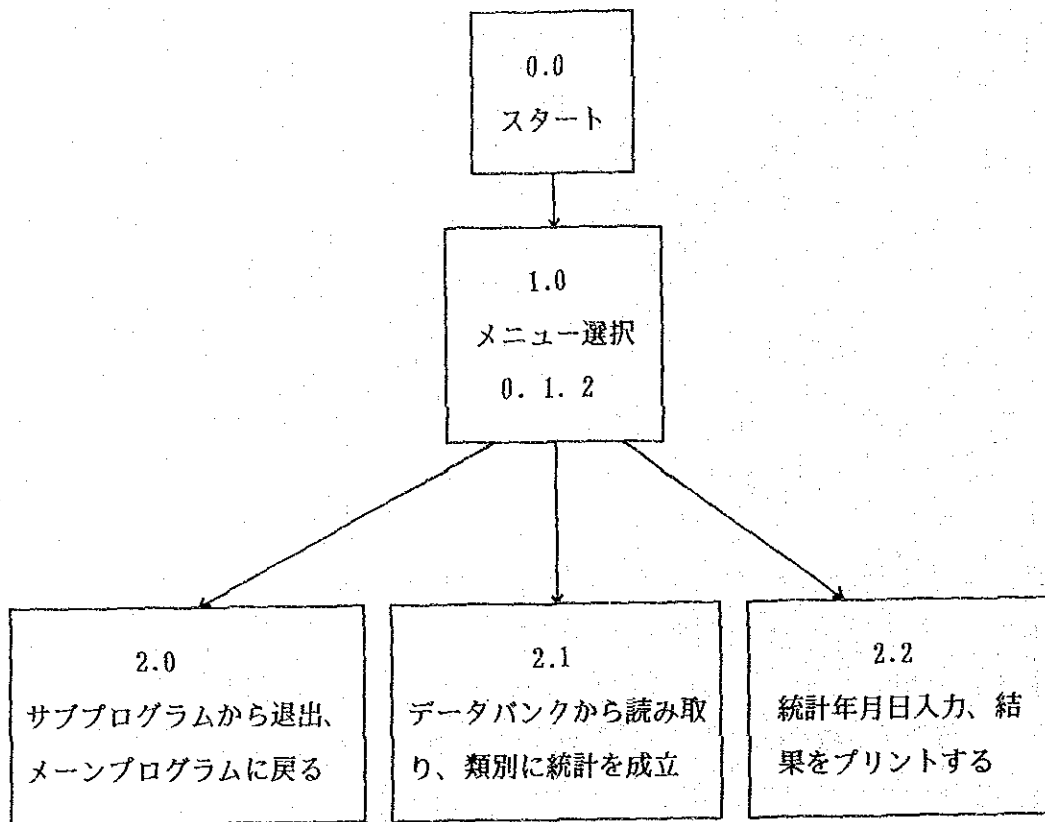 0.0
スタート
1.0
メニュー選択
0. 1. 2
2.0
サブプログラムから退出、
メーンプログラムに戻る
2.1
データバンクから読み取
り、類別に統計を成立
2.2
統計年月日入力、結
果をプリントする